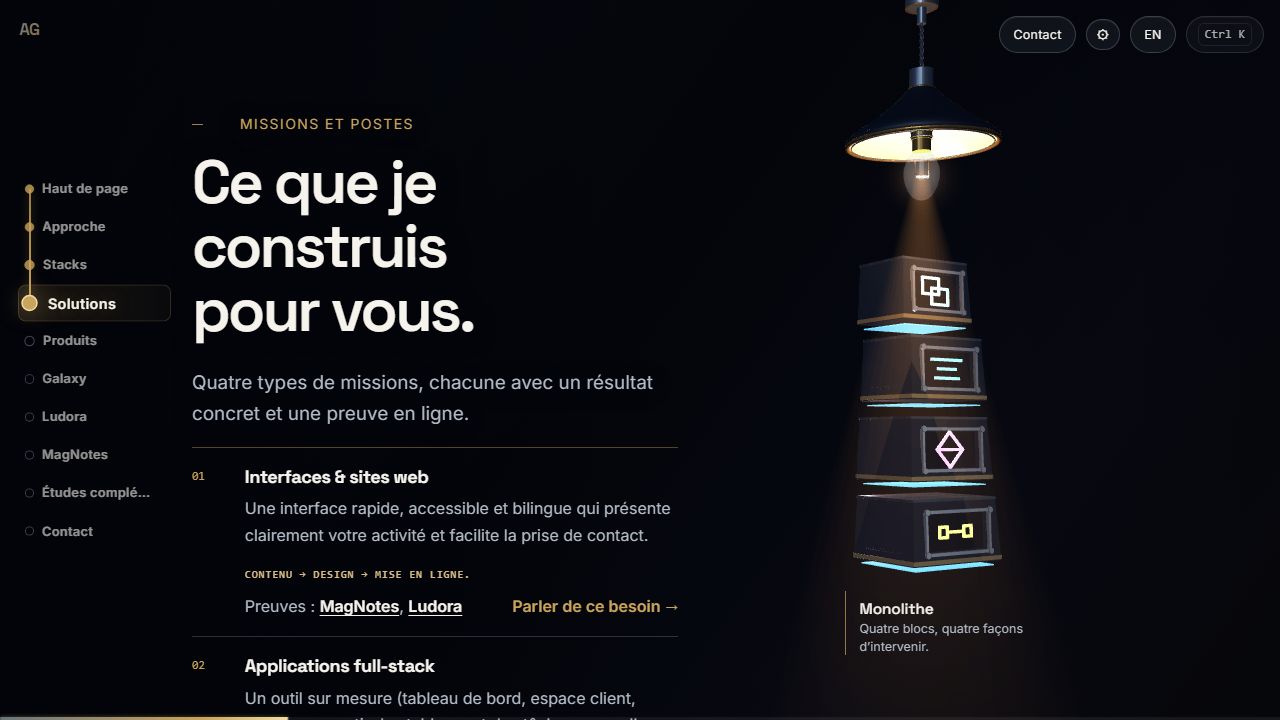 AG
Contact
EN
Ctrl K
— MISSIONS ET POSTES
Ce que je
construis
pour vous.
Haut de page
Approche
Stacks
Solutions
Produits
Galaxy
Ludora
MagNotes
Études complé...
Contact
Quatre types de missions, chacune avec un résultat
concret et une preuve en ligne.
01
Interfaces & sites web
Une interface rapide, accessible et bilingue qui présente
clairement votre activité et facilite la prise de contact.
CONTENU → DESIGN → MISE EN LIGNE.
Preuves : MagNotes, Ludora
Parler de ce besoin →
02
Applications full-stack
Un outil sur mesure (tableau de bord, espace client,
Monolithe
Quatre blocs, quatre façons
d'intervenir.